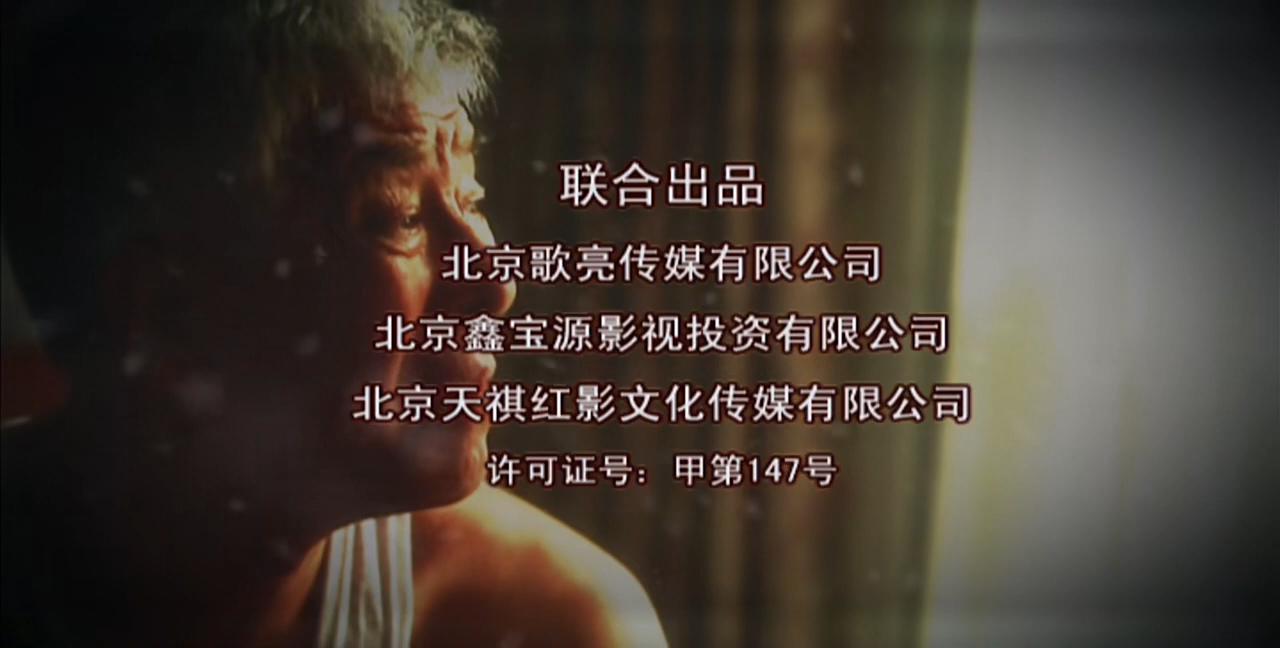 联合出品
北京歌亮传媒有限公司
北京鑫宝源影视投资有限公司
北京天祺红影文化传媒有限公司
许可证号：甲第147号